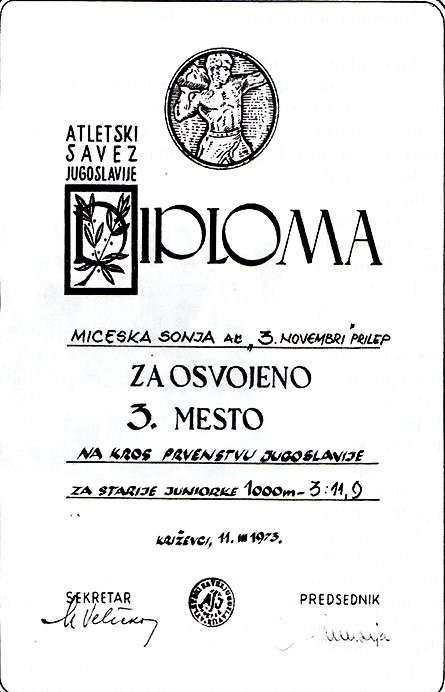 ATLETSKI
SAVEZ
JUGOSLAVIJE
DIPLOMA
MICESKA SONJA AK „3. NOVEMBRI" PRILEP
ZA OSVOJENO
3. MESTO
NA KROS PRVENSTVU JUGOSLAVIJE
ZA STARIJE JUNIORKE 1000m - 3:11,9
KRIŽEVCI, 11. III 1973.
SEKRETAR
PREDSEDNIK